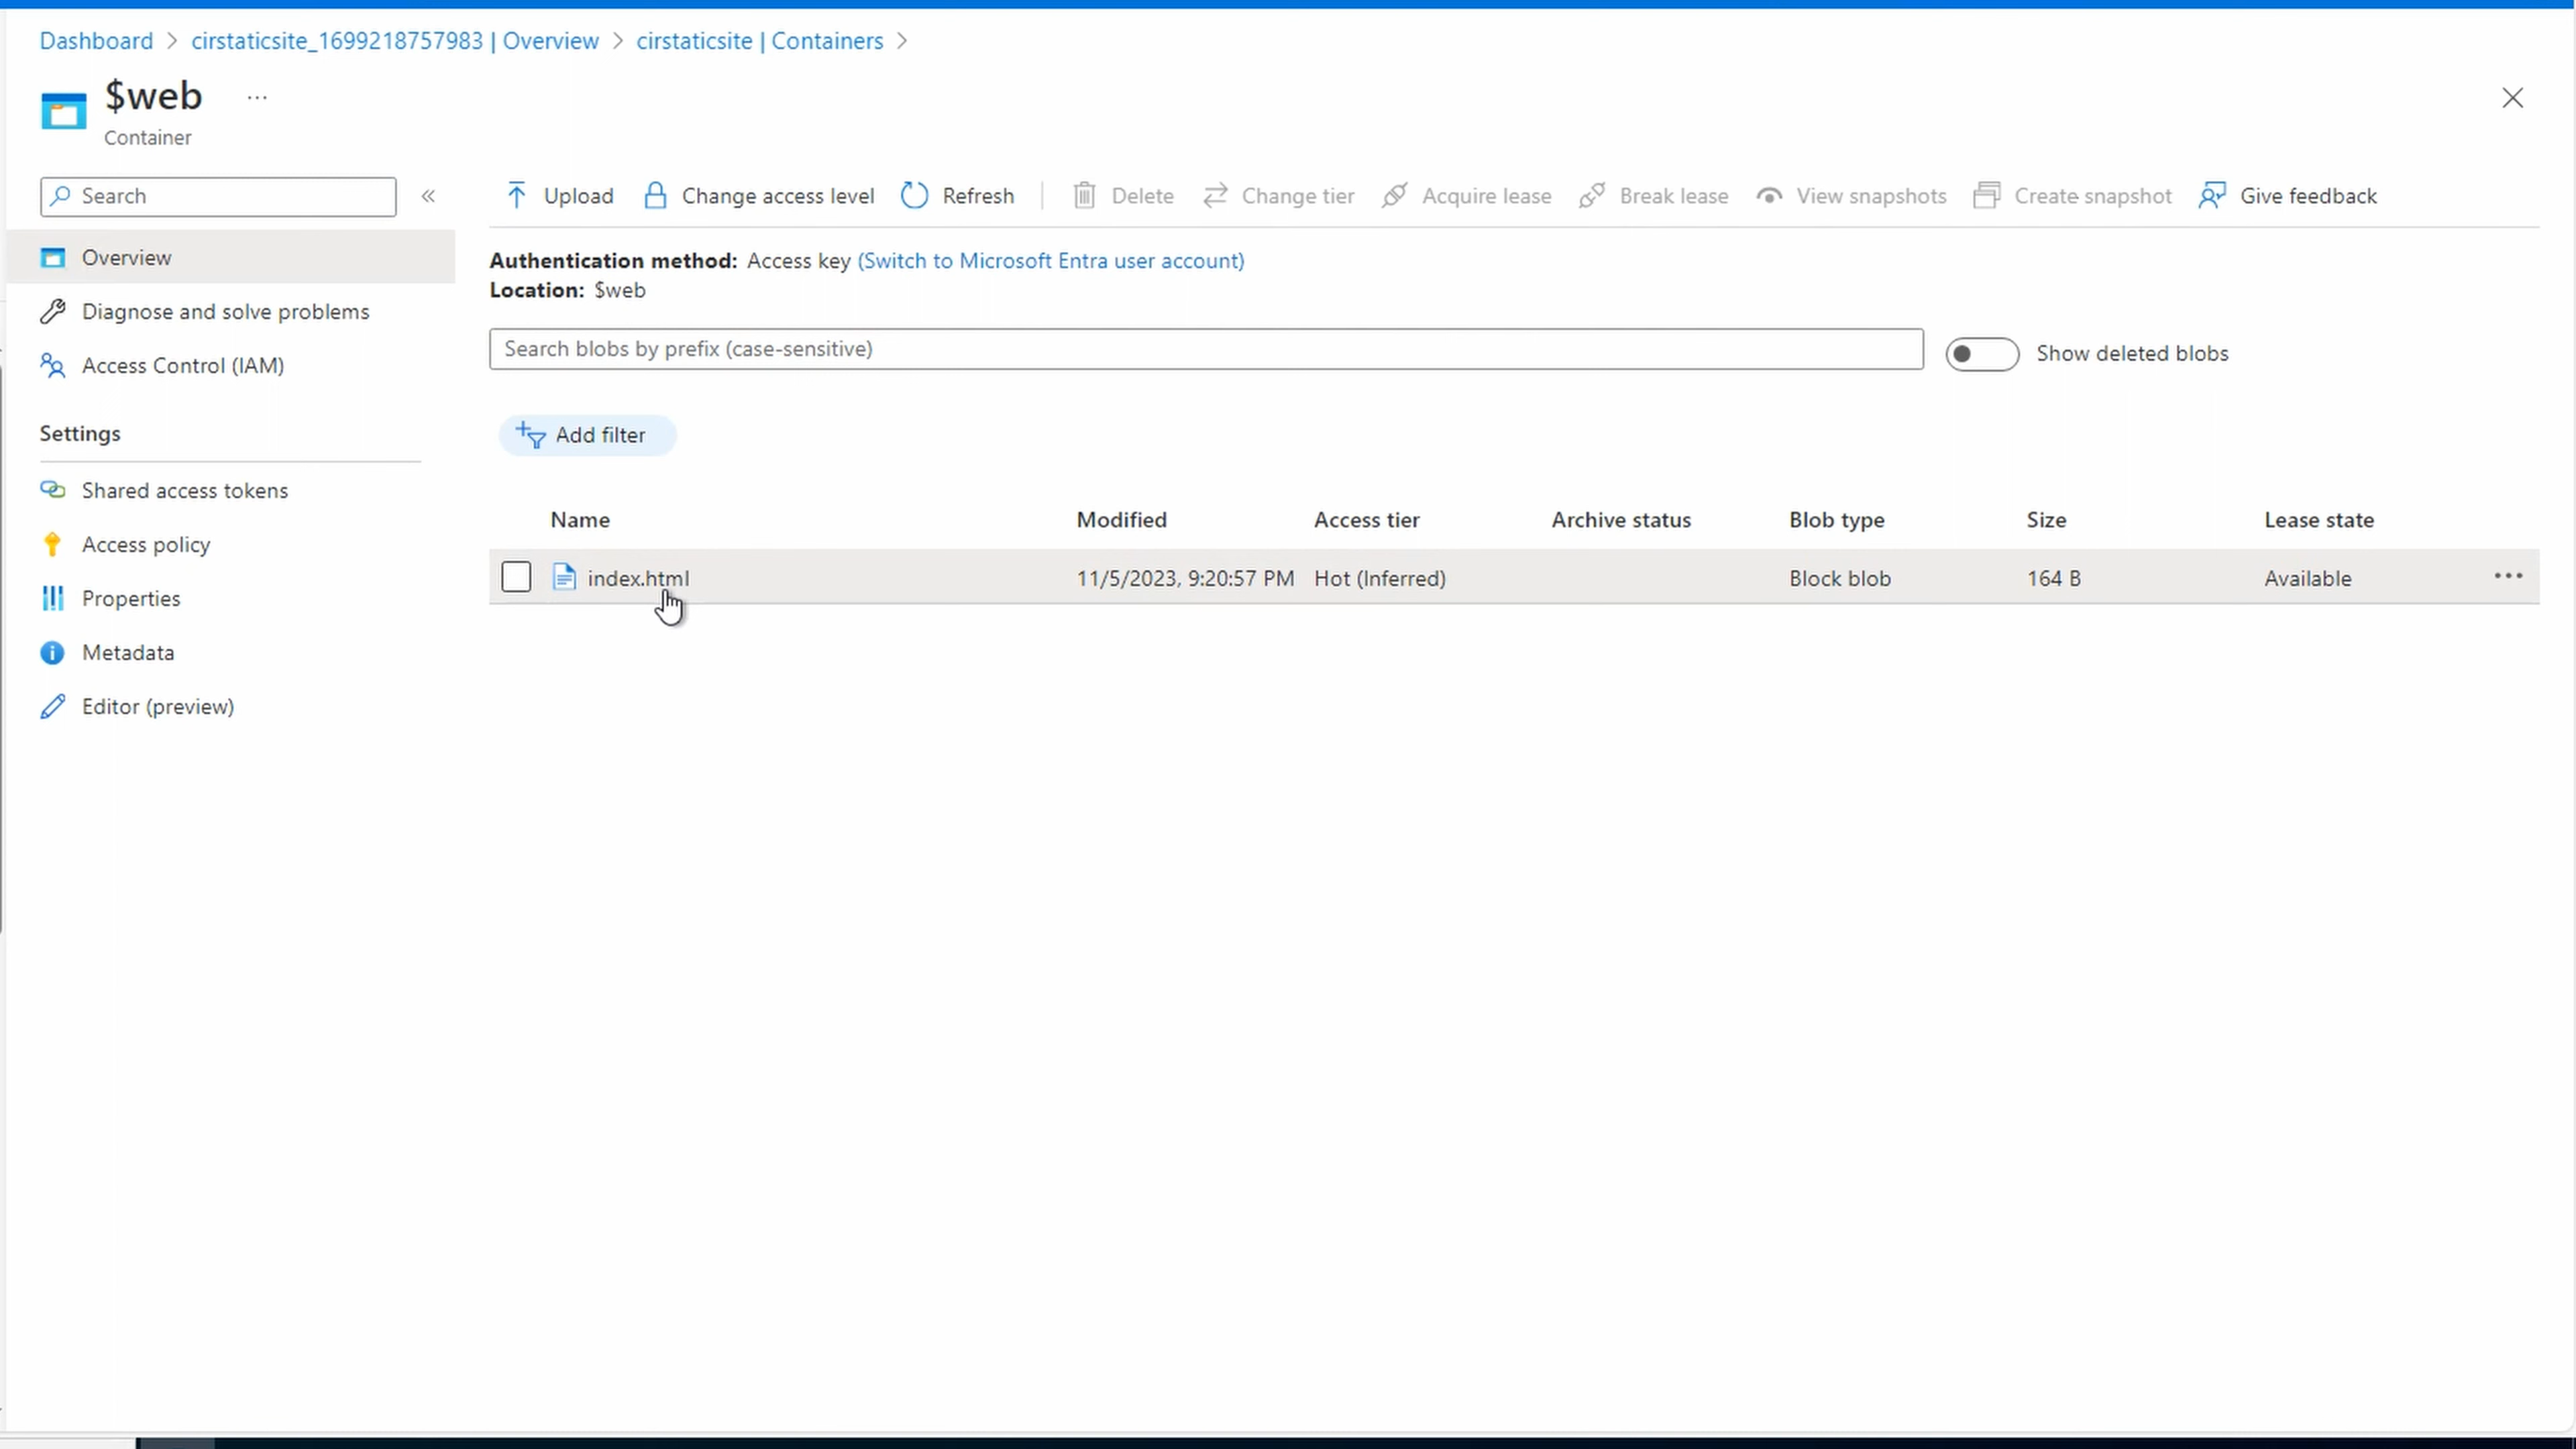 Dashboard > cirstaticsite_1699218757983 | Overview > cirstaticsite | Containers >
$web ...
Container
Search «
Upload Change access level Refresh Delete Change tier Acquire lease Break lease View snapshots Create snapshot Give feedback
Overview
Diagnose and solve problems
Access Control (IAM)
Settings
Shared access tokens
Access policy
Properties
Metadata
Editor (preview)
Authentication method: Access key (Switch to Microsoft Entra user account)
Location: $web
Search blobs by prefix (case-sensitive)
Show deleted blobs
Add filter
Name Modified Access tier Archive status Blob type Size Lease state
index.html 11/5/2023, 9:20:57 PM Hot (Inferred) Block blob 164 B Available ...